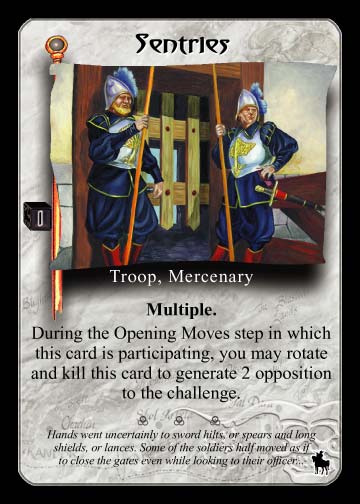 Sentries
0
Troop, Mercenary
Multiple.
During the Opening Moves step in which
this card is participating, you may rotate
and kill this card to generate 2 opposition
to the challenge.
Hands went uncertainly to sword hilts, or spears and long
shields, or lances. Some of the soldiers half moved as if
to close the gates even while looking to their officer...